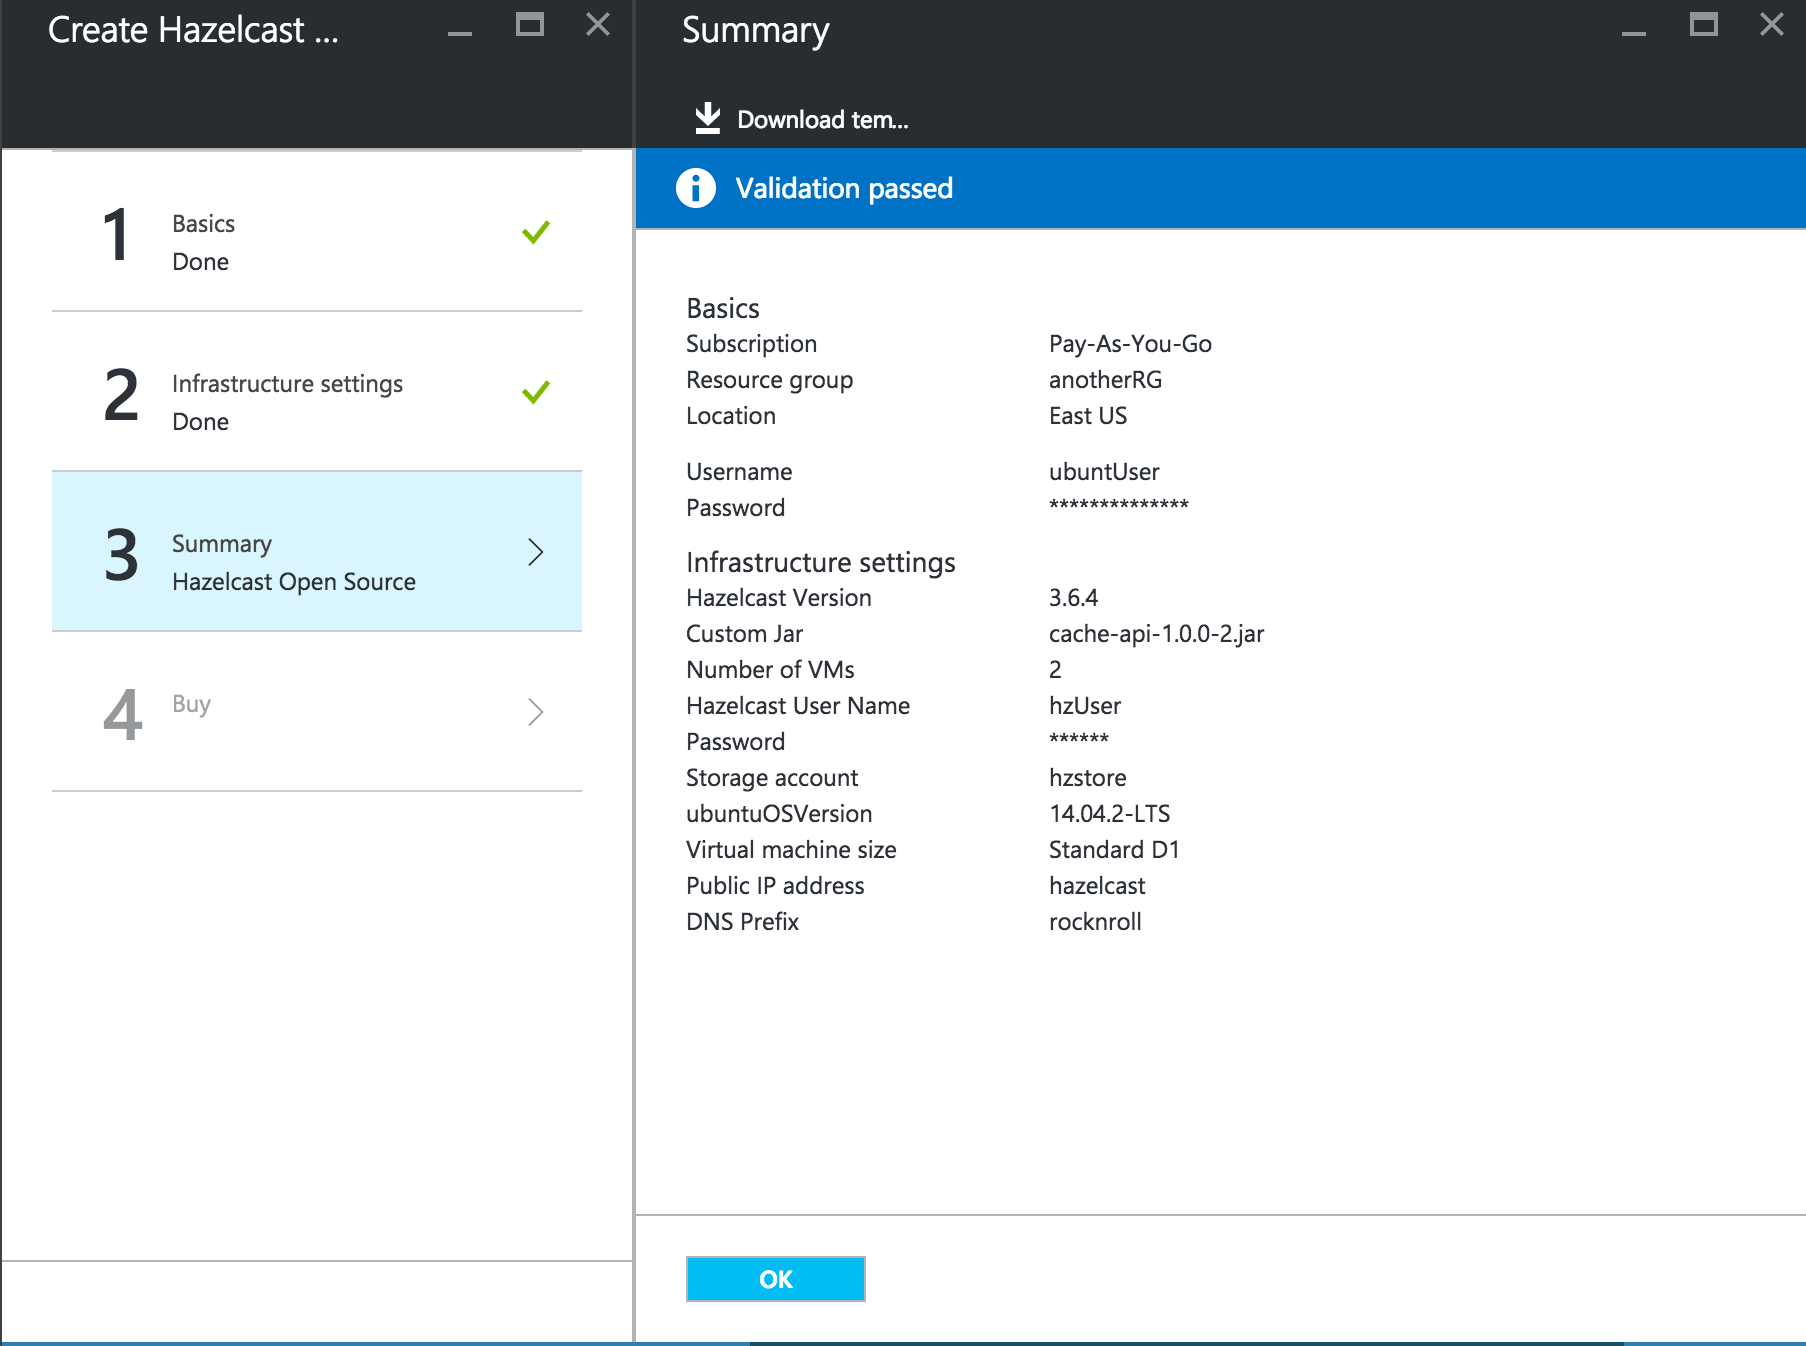 Create Hazelcast ...
1
Basics
Done
2
Infrastructure settings
Done
3
Summary
Hazelcast Open Source
4
Buy
Summary
Download tem...
Validation passed
Basics
Subscription Pay-As-You-Go
Resource group anotherRG
Location East US
Username ubuntUser
Password **************
Infrastructure settings
Hazelcast Version 3.6.4
Custom Jar cache-api-1.0.0-2.jar
Number of VMs 2
Hazelcast User Name hzUser
Password ******
Storage account hzstore
ubuntuOSVersion 14.04.2-LTS
Virtual machine size Standard D1
Public IP address hazelcast
DNS Prefix rocknroll
OK